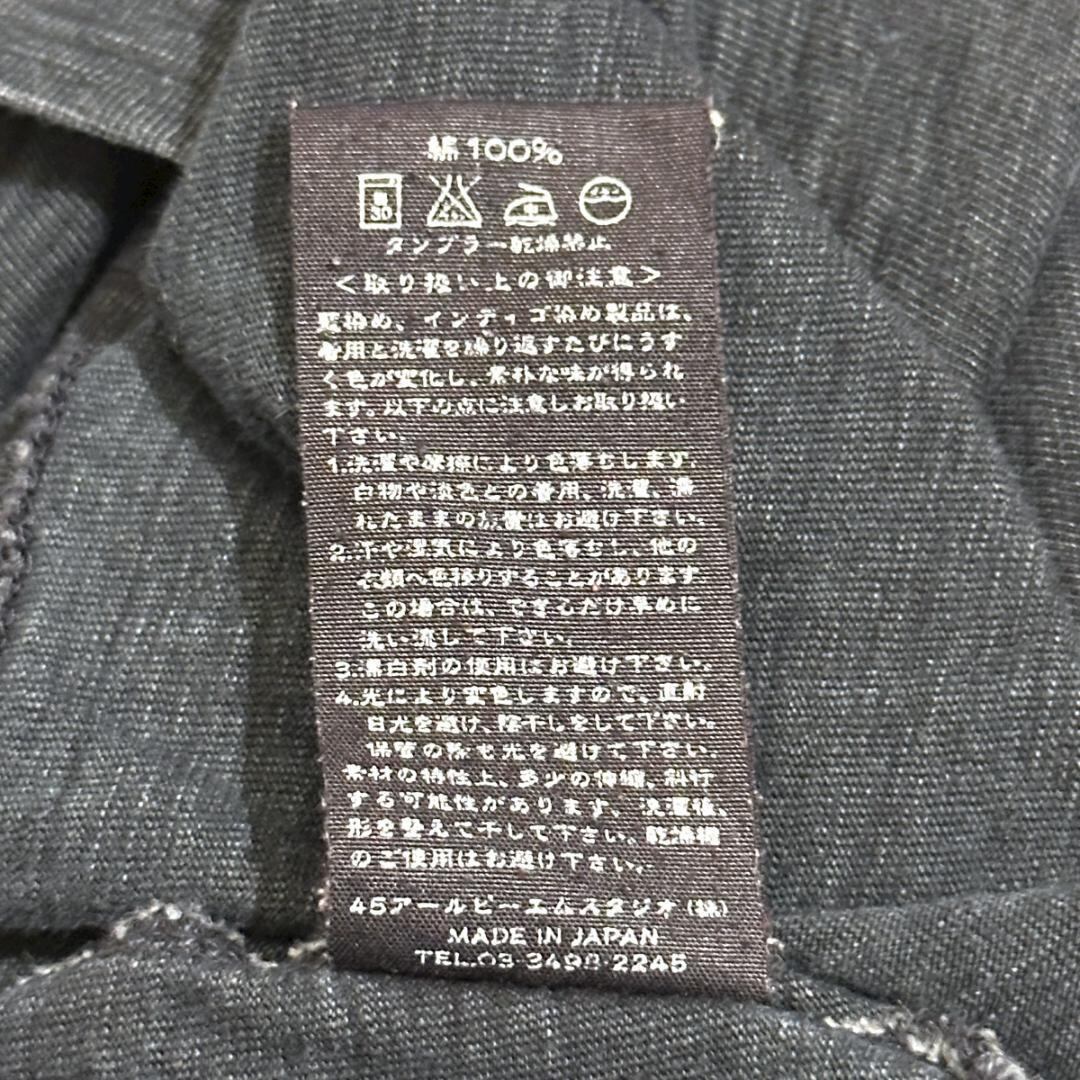 綿100%
30
タンブラー乾燥禁止
<取り扱い上の御注意>
藍染め、インディゴ染め製品は、
着用と洗濯を繰り返すたびにうす
く色が変化し、素朴な味が得られ
ます。以下の点に注意しお取り扱い
下さい。
1.洗濯や摩擦により色落ちします。
白物や淡色との着用、洗濯、濡
れたままの放置はお避け下さい。
2.汗や湿気により色落ちし、他の
衣類へ色移りすることがあります
この場合は、できるだけ早めに
洗い流して下さい。
3.漂白剤の使用はお避け下さい。
4.光により変色しますので、直射
日光を避け、陰干しをして下さい。
保管の際も光を避けて下さい
素材の特性上、多少の伸縮、斜行
する可能性があります。洗濯後、
形を整えて干して下さい。乾燥機
のご使用はお避け下さい。
45アールピーエムスタジオ(株)
MADE IN JAPAN
TEL.03-3498-2245